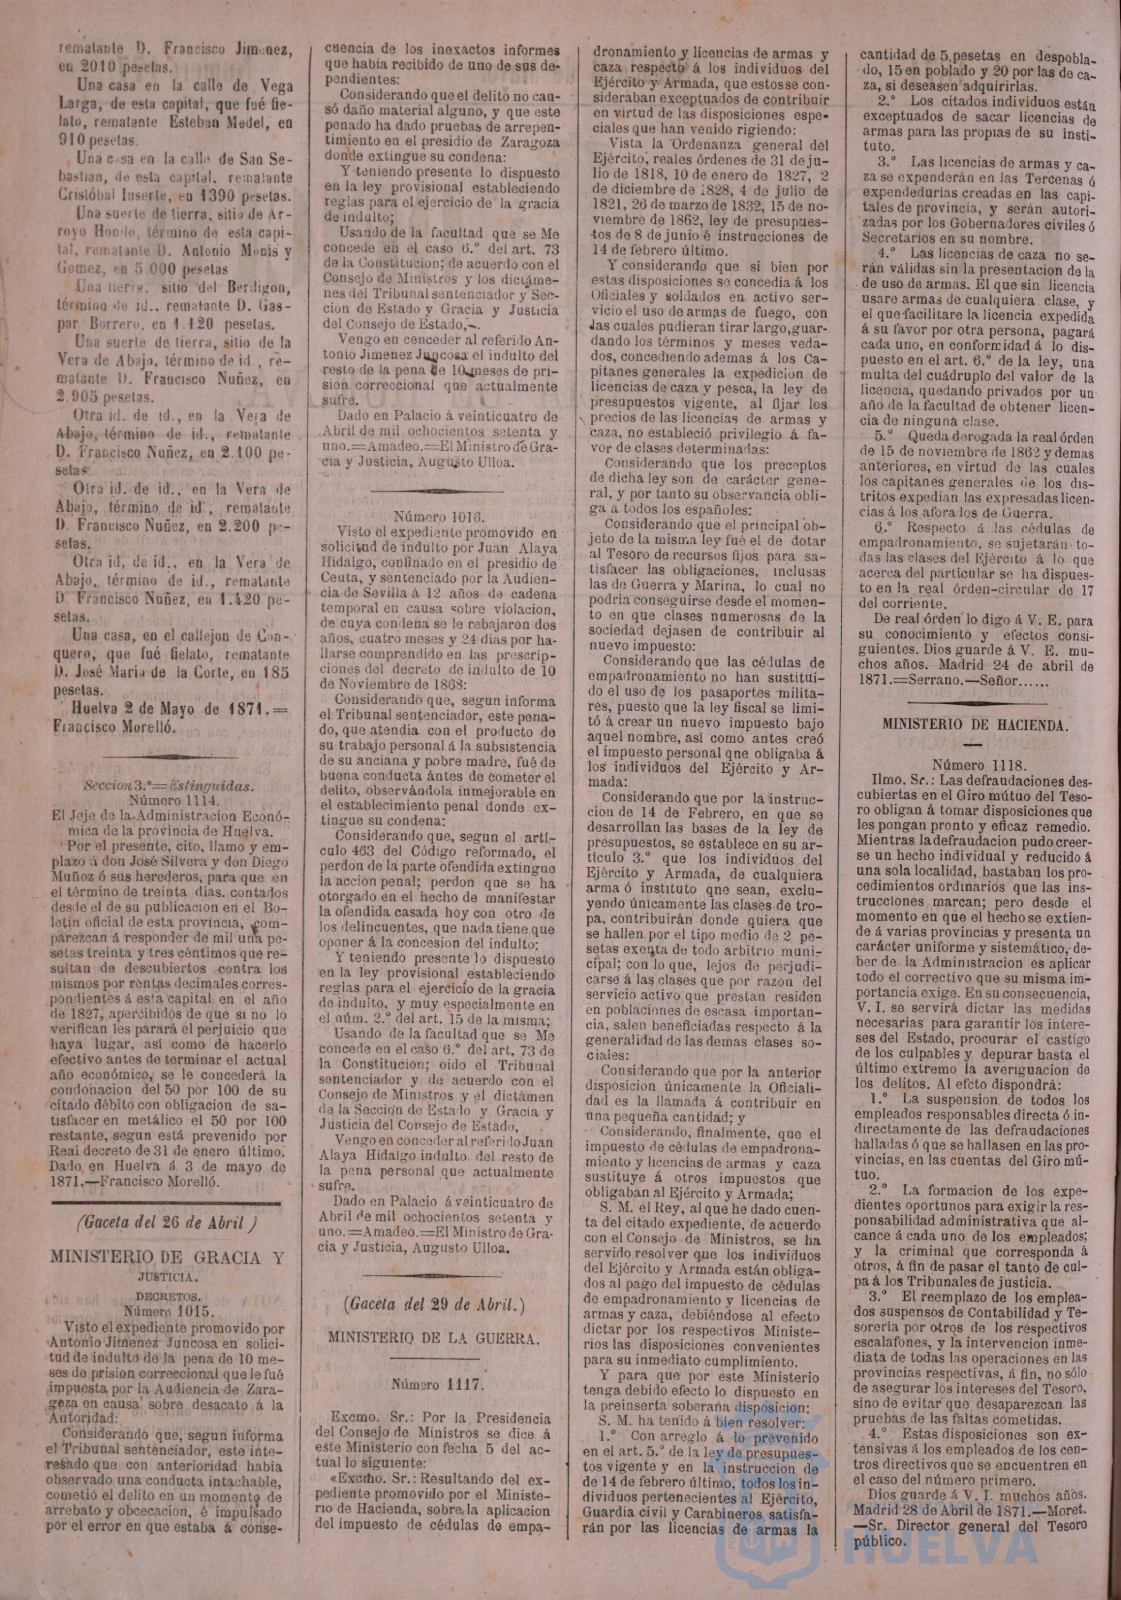 rematante D. Francisco Jimenez,
en 2010 pesetas.
Una casa en la calle de Vega
Larga, de esta capital, que fué fie-
lato, rematante Esteban Medel, en
910 pesetas.
Una casa en la calle de San Se-
bastian, de esta capital, rematante
Cristóbal Inserte, en 1390 pesetas.
Una suerte de tierra, sitio de Ar-
royo Hondo, término de esta capi-
tal, rematante D. Antonio Monis y
Gomez, en 5 000 pesetas
Una tierra, sitio del Berdigon,
término de id., rematante D. Gas-
par Borrero, en 1.120 pesetas.
Una suerte de tierra, sitio de la
Vera de Abajo, término de id., re-
matante D. Francisco Nuñez, en
2.905 pesetas.
Otra id. de id., en la Vera de
Abajo, término de id., rematante
D. Francisco Nuñez, en 2.100 pe-
setas.
Otra id. de id., en la Vera de
Abajo, término de id, rematante
D. Francisco Nuñez, en 2.200 pe-
setas.
Otra id, de id., en la Vera de
Abajo, término de id., rematante
D. Francisco Nuñez, en 1.420 pe-
setas.
Una casa, en el callejon de Con-
quero, que fué fielato, rematante
D. José Maria de la Corte, en 185
pesetas.
Huelva 2 de Mayo de 1871.=
Francisco Morelló.
Seccion 3.ª=Estinguidas.
Número 1114.
El Jefe de la Administracion Econó-
mica de la provincia de Huelva.
Por el presente, cito, llamo y em-
plazo á don José Silvera y don Diego
Muñoz ó sus herederos, para que en
el término de treinta dias, contados
desde el de su publicacion en el Bo-
letin oficial de esta provincia, com-
parezcan á responder de mil una pe-
setas treinta y tres céntimos que re-
sultan de descubiertos contra los
mismos por rentas decimales corres-
pondientes á esta capital en el año
de 1827, apercibidos de que si no lo
verifican les parará el perjuicio que
haya lugar, así como de hacerlo
efectivo antes de terminar el actual
año económico, se le concederá la
condonacion del 50 por 100 de su
citado débito con obligacion de sa-
tisfacer en metálico el 50 por 100
restante, segun está prevenido por
Real decreto de 31 de enero último.
Dado en Huelva á 3 de mayo de
1871.—Francisco Morelló.
(Gaceta del 26 de Abril )
MINISTERIO DE GRACIA Y
JUSTICIA.
DECRETOS.
Número 1015.
Visto el expediente promovido por
Antonio Jimenez Juncosa en solici-
tud de indulto de la pena de 10 me-
ses de prision correccional que le fué
impuesta por la Audiencia de Zara-
goza en causa sobre desacato á la
Autoridad:
Considerando que, segun informa
el Tribunal sentenciador, este inte-
resado que con anterioridad habia
observado una conducta intachable,
cometió el delito en un momento de
arrebato y obcecacion, é impulsado
por el error en que estaba á conse-
cuencia de los inexactos informes
que habia recibido de uno de sus de-
pendientes:
Considerando que el delito no cau-
só daño material alguno, y que este
penado ha dado pruebas de arrepen-
timiento en el presidio de Zaragoza
donde extingue su condena:
Y teniendo presente lo dispuesto
en la ley provisional estableciendo
reglas para el ejercicio de la gracia
de indulto;
Usando de la facultad que se Me
concede en el caso 6.º del art. 73
de la Constitucion; de acuerdo con el
Consejo de Ministros y los dictáme-
nes del Tribunal sentenciador y Sec-
cion de Estado y Gracia y Justicia
del Consejo de Estado,
Vengo en cenceder al referido An-
tonio Jimenez Juncosa el indulto del
resto de la pena de 10 meses de pri-
sion correccional que actualmente
sufre.
Dado en Palacio á veinticuatro de
Abril de mil ochocientos setenta y
uno.=Amadeo.=El Ministro de Gra-
cia y Justicia, Augusto Ulloa.
Número 1016.
Visto el expediente promovido en
solicitud de indulto por Juan Alaya
Hidalgo, confinado en el presidio de
Ceuta, y sentenciado por la Audien-
cia de Sevilla á 12 años de cadena
temporal en causa sobre violacion,
de cuya condena se le rebajaron dos
años, cuatro meses y 24 dias por ha-
llarse comprendido en las prescrip-
ciones del decreto de indulto de 10
de Noviembre de 1868:
Considerando que, segun informa
el Tribunal sentenciador, este pena-
do, que atendia con el producto de
su trabajo personal á la subsistencia
de su anciana y pobre madre, fué de
buena conducta ántes de cometer el
delito, observándola inmejorable en
el establecimiento penal donde ex-
tingue su condena:
Considerando que, segun el artí-
culo 463 del Código reformado, el
perdon de la parte ofendida extingue
la acción penal; perdon que se ha
otorgado en el hecho de manifestar
la ofendida casada hoy con otro de
los delincuentes, que nada tiene que
oponer á la concesion del indulto:
Y teniendo presente lo dispuesto
en la ley provisional estableciendo
reglas para el ejercicio de la gracia
de indulto, y muy especialmente en
el núm. 2.º del art. 15 de la misma;
Usando de la facultad que se Me
concede en el caso 6.º del art, 73 de
la Constitucion; oido el Tribunal
sentenciador y de acuerdo con el
Consejo de Ministros y el dictámen
de la Sección de Estado y Gracia y
Justicia del Consejo de Estado,
Vengo en conceder al referido Juan
Alaya Hidalgo indulto del resto de
la pena personal que actualmente
sufre.
Dado en Palacio á veinticuatro de
Abril de mil ochocientos setenta y
uno.=Amadeo.=El Ministro de Gra-
cia y Justicia, Augusto Ulloa.
(Gaceta del 29 de Abril.)
MINISTERIO DE LA GUERRA.
Número 1117.
Excmo. Sr.: Por la Presidencia
del Consejo de Ministros se dice á
este Ministerio con fecha 5 del ac-
tual lo siguiente:
«Excmo. Sr.: Resultando del ex-
pediente promovido por el Ministe-
rio de Hacienda, sobre la aplicacion
del impuesto de cédulas de empa-
dronamiento y licencias de armas y
caza respecto á los individuos del
Ejército y Armada, que estos se con-
sideraban exceptuados de contribuir
en virtud de las disposiciones espe-
ciales que han venido rigiendo:
Vista la Ordenanza general del
Ejército, reales órdenes de 31 de ju-
lio de 1818, 10 de enero de 1827, 2
de diciembre de 1828, 4 de julio de
1821, 26 de marzo de 1832, 15 de no-
viembre de 1862, ley de presupues-
tos de 8 de junio é instrucciones de
14 de febrero último.
Y considerando que si bien por
estas disposiciones se concedia á los
Oficiales y soldados en activo ser-
vicio el uso de armas de fuego, con
las cuales pudieran tirar largo, guar-
dando los términos y meses veda-
dos, concediendo ademas á los Ca-
pitanes generales la expedicion de
licencias de caza y pesca, la ley de
presupuestos vigente, al fijar los
precios de las licencias de armas y
caza, no estableció privilegio á fa-
vor de clases determinadas:
Considerando que los preceptos
de dicha ley son de carácter gene-
ral, y por tanto su observancia obli-
ga a todos los españoles:
Considerando que el principal ob-
jeto de la misma ley fué el de dotar
al Tesoro de recursos fijos para sa-
tisfacer las obligaciones, inclusas
las de Guerra y Marina, lo cual no
podria conseguirse desde el momen-
to en que clases numerosas de la
sociedad dejasen de contribuir al
nuevo impuesto:
Considerando que las cédulas de
empadronamiento no han sustitui-
do el uso de los pasaportes milita-
res, puesto que la ley fiscal se limi-
tó á crear un nuevo impuesto bajo
aquel nombre, así como antes creó
el impuesto personal que obligaba á
los individuos del Ejército y Ar-
mada:
Considerando que por la instruc-
cion de 14 de Febrero, en que se
desarrollan las bases de la ley de
presupuestos, se establece en su ar-
tículo 3.º que los individuos del
Ejército y Armada, de cualquiera
arma ó instituto que sean, exclu-
yendo únicamente las clases de tro-
pa, contribuirán donde quiera que
se hallen por el tipo medio de 2 pe-
setas exenta de todo arbitrio muni-
cipal; con lo que, lejos de perjudi-
carse á las clases que por razon del
servicio activo que prestan residen
en poblaciones de escasa importan-
cia, salen beneficiadas respecto á la
generalidad de las demas clases so-
ciales:
Considerando que por la anterior
disposicion únicamente la Oficiali-
dad es la llamada á contribuir en
una pequeña cantidad; y
Considerando, finalmente, que el
impuesto de cédulas de empadrona-
miento y licencias de armas y caza
sustituye á otros impuestos que
obligaban al Ejército y Armada;
S. M. el Rey, al que he dado cuen-
ta del citado expediente, de acuerdo
con el Consejo de Ministros, se ha
servido resolver que los individuos
del Ejército y Armada están obliga-
dos al pago del impuesto de cédulas
de empadronamiento y licencias de
armas y caza, debiéndose al efecto
dictar por los respectivos Ministe-
rios las disposiciones convenientes
para su inmediato cumplimiento.
Y para que por este Ministerio
tenga debido efecto lo dispuesto en
la preinserta soberana disposicion;
S. M. ha tenido á bien resolver:
1.º Con arreglo á lo prevenido
en el art. 5.º de la ley de presupues-
tos vigente y en la instruccion de
de 14 de febrero último, todos los in-
dividuos pertenecientes al Ejército,
Guardia civil y Carabineros satisfa-
rán por las licencias de armas la
cantidad de 5 pesetas en despobla-
do, 15 en poblado y 20 por las de ca-
za, si deseasen adquirirlas.
2.º Los citados individuos están
exceptuados de sacar licencias de
armas para las propias de su insti-
tuto.
3.º Las licencias de armas y ca-
za se expenderán en las Tercenas ó
expendedurías creadas en las capi-
tales de provincia, y serán autori-
zadas por los Gobernadores civiles ó
Secretarios en su nombre.
4.º Las licencias de caza no se-
rán válidas sin la presentacion de la
de uso de armas. El que sin licencia
usare armas de cualquiera clase, y
el que facilitare la licencia expedida
á su favor por otra persona, pagará
cada uno, en conformidad á lo dis-
puesto en el art. 6.º de la ley, una
multa del cuádruplo del valor de la
licencia, quedando privados por un
año de la facultad de obtener licen-
cia de ninguna clase.
5.º Queda derogada la real órden
de 15 de noviembre de 1862 y demas
anteriores, en virtud de las cuales
los capitanes generales de los dis-
tritos expedían las expresadas licen-
cias á los aforados de Guerra.
6.º Respecto á las cédulas de
empadronamiento, se sujetarán to-
das las clases del Ejército á lo que
acerca del particular se ha dispues-
to en la real órden-circular de 17
del corriente.
De real órden lo digo á V. E. para
su conocimiento y efectos consi-
guientes. Dios guarde á V. E. mu-
chos años. Madrid 24 de abril de
1871.=Serrano.—Señor......
MINISTERIO DE HACIENDA.
Número 1118.
Ilmo. Sr.: Las defraudaciones des-
cubiertas en el Giro mútuo del Teso-
ro obligan á tomar disposiciones que
les pongan pronto y eficaz remedio.
Mientras la defraudacion pudo creer-
se un hecho individual y reducido á
una sola localidad, bastaban los pro-
cedimientos ordinarios que las ins-
trucciones marcan; pero desde el
momento en que el hecho se extien-
de á varias provincias y presenta un
carácter uniforme y sistemático, de-
ber de la Administracion es aplicar
todo el correctivo que su misma im-
portancia exige. En su consecuencia,
V. I. se servirá dictar las medidas
necesarias para garantir los intere-
ses del Estado, procurar el castigo
de los culpables y depurar hasta el
último extremo la averiguacion de
los delitos. Al efcto dispondrá:
1.º La suspension de todos los
empleados responsables directa ó in-
directamente de las defraudaciones
halladas ó que se hallasen en las pro-
vincias, en las cuentas del Giro mú-
tuo.
2.º La formacion de los expe-
dientes oportunos para exigir la res-
ponsabilidad administrativa que al-
cance á cada uno de los empleados;
y la criminal que corresponda á
otros, á fin de pasar el tanto de cul-
pa á los Tribunales de justicia.
3.º El reemplazo de los emplea-
dos suspensos de Contabilidad y Te-
sorería por otros de los respectivos
escalafones, y la intervencion inme-
diata de todas las operaciones en las
provincias respectivas, á fin, no sólo
de asegurar los intereses del Tesoro,
sino de evitar que desaparezcan las
pruebas de las faltas cometidas.
4.º Estas disposiciones son ex-
tensivas á los empleados de los cen-
tros directivos que se encuentren en
el caso del número primero.
Dios guarde á V. I. muchos años.
Madrid 28 de Abril de 1871.—Moret.
—Sr. Director general del Tesoro
público.
HUELVA